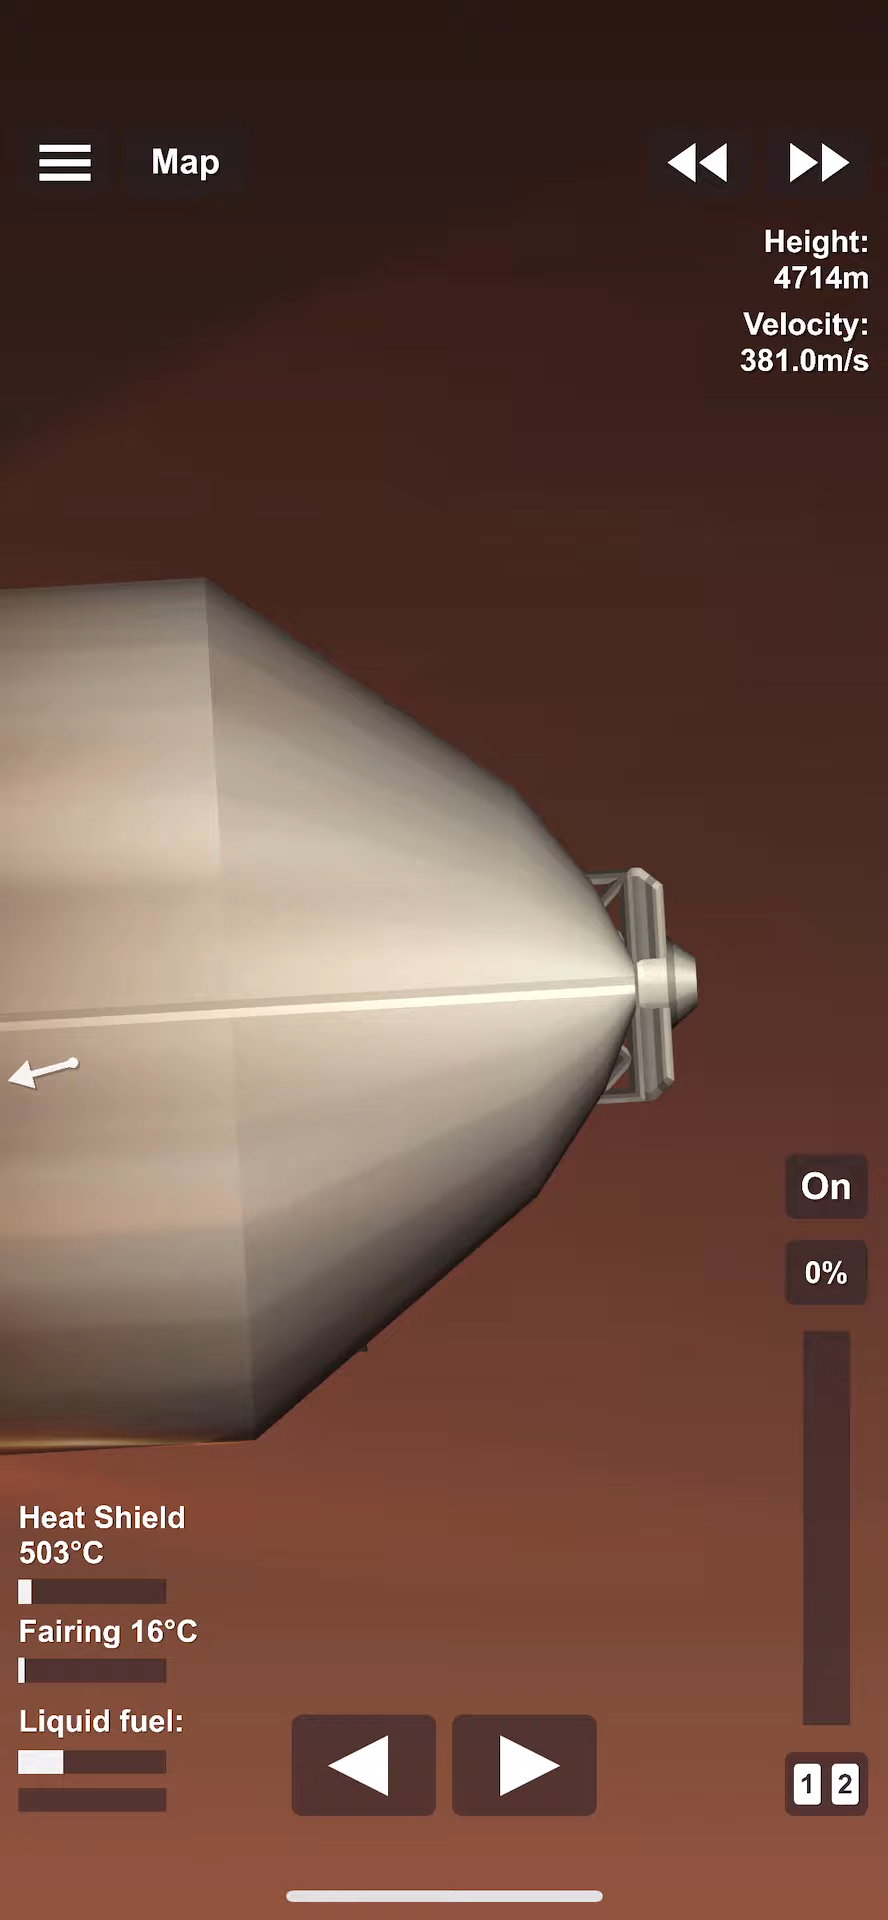 Map
Height:
4714m
Velocity:
381.0m/s
On
0%
Heat Shield
503°C
Fairing 16°C
Liquid fuel:
1 2